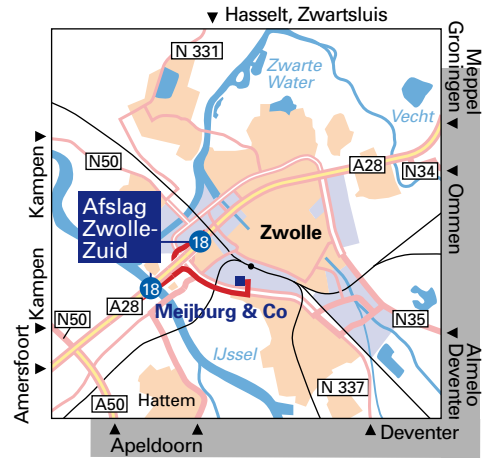 Hasselt, Zwartsluis
N 331
Zwarte
Water
Meppel
Groningen
Vecht
Kampen
N50
A28
N34
Ommen
Afslag
Zwolle-
Zuid
18
Zwolle
18
Kampen
A28
Meijburg & Co
N50
N35
Amersfoort
IJssel
Almelo
Deventer
A50
Hattem
N 337
Apeldoorn
Deventer